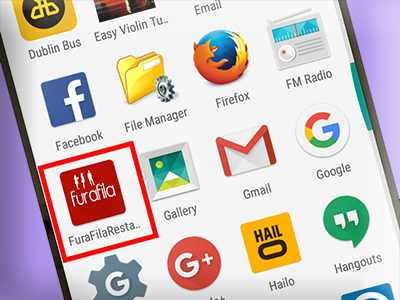 Dublin Bus
Easy Violin Tu..
Email
Facebook
File Manager
Firefox
FM Radio
furafila
FuraFilaResta..
Gallery
Gmail
Google
HAIL
Hailo
Hangouts